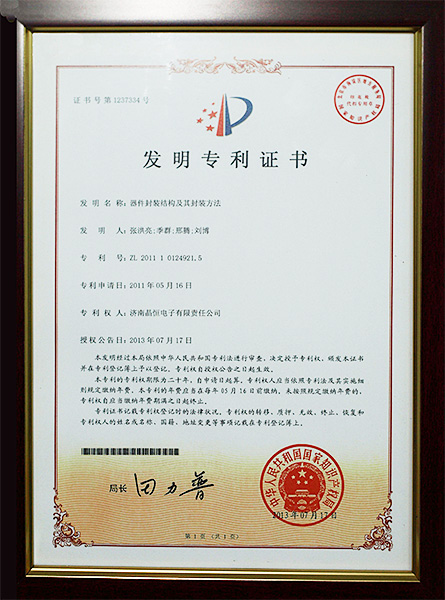 证书号第1237334号
发明专利证书
发明名称:器件封装结构及其封装方法
发明人:张洪亮;季群;邢腾;刘博
专利号:ZL 2011 1 0124921.5
专利申请日:2011年05月16日
专利权人:济南晶恒电子有限责任公司
授权公告日:2013年07月17日
本发明经过本局依照中华人民共和国专利法进行审查,决定授予专利权,颁发本证书
并在专利登记簿上予以登记。专利权自授权公告之日起生效。
本专利的专利权期限为二十年,自申请日起算。专利权人应当依照专利法及其实施细
则规定缴纳年费。本专利的年费应当在每年05月16日前缴纳。未按照规定缴纳年费的,
专利权自应当缴纳年费期满之日起终止。
专利证书记载专利权登记时的法律状况。专利权的转移、质押、无效、终止、恢复和
专利权人的姓名或名称、国籍、地址变更等事项记载在专利登记簿上。
局长
田力普
中华人民共和国国家知识产权局
2013年07月17日
第1页(共1页)